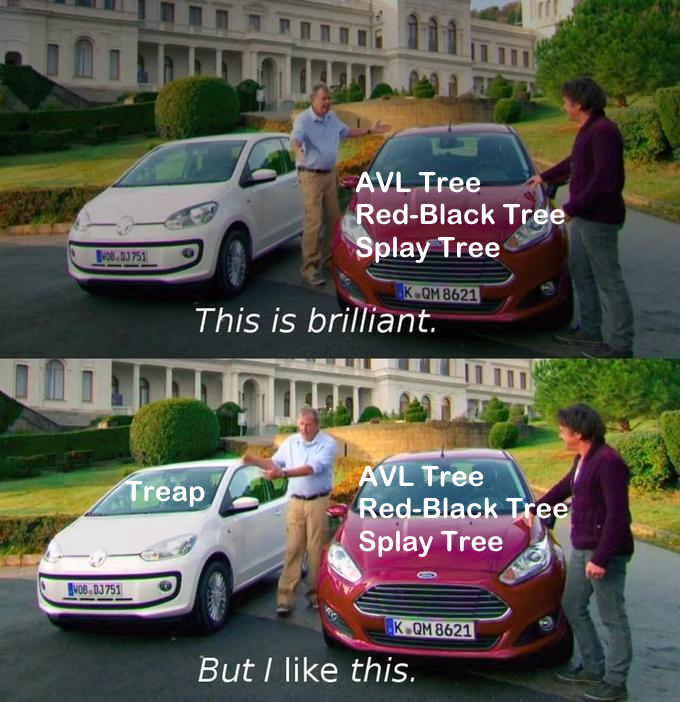 AVL Tree
Red-Black Tree
Splay Tree
WOB DJ751
K QM 8621
This is brilliant.
Treap
AVL Tree
Red-Black Tree
Splay Tree
Ford
WOB DJ751
K QM 8621
But I like this.